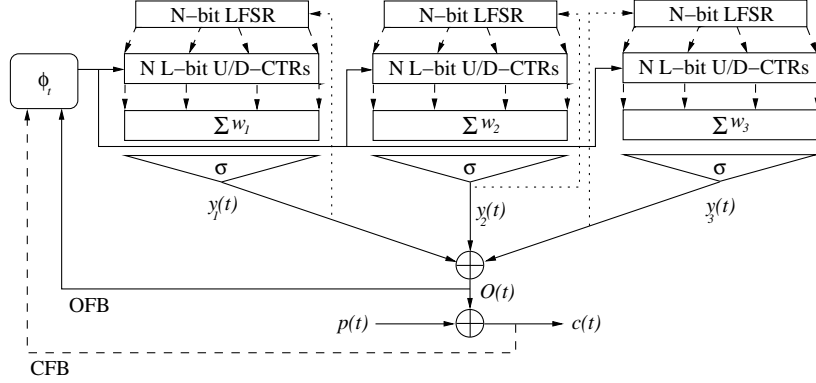 N-bit LFSR N-bit LFSR N-bit LFSR
ϕt N L-bit U/D-CTRs N L-bit U/D-CTRs N L-bit U/D-CTRs
Σ w1 Σ w2 Σ w3
σ σ σ
y1(t) y2(t) y3(t)
OFB O(t)
p(t) c(t)
CFB